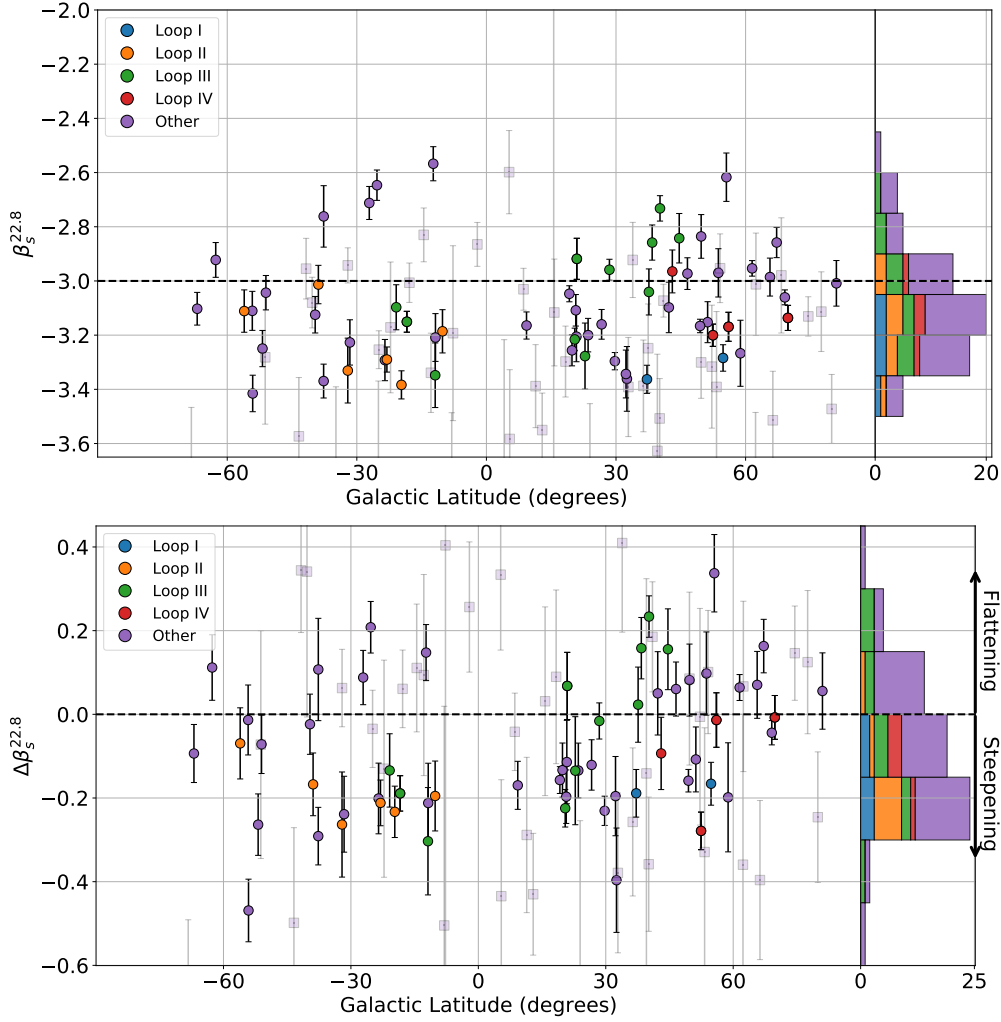 −2.0
−2.2
−2.4
−2.6
−2.8
−3.0
−3.2
−3.4
−3.6
β_s^22.8
Loop I
Loop II
Loop III
Loop IV
Other
−60 −30 0 30 60 0 20
Galactic Latitude (degrees)
0.4
0.2
0.0
−0.2
−0.4
−0.6
Δβ_s^22.8
Loop I
Loop II
Loop III
Loop IV
Other
Flattening
Steepening
−60 −30 0 30 60 0 25
Galactic Latitude (degrees)